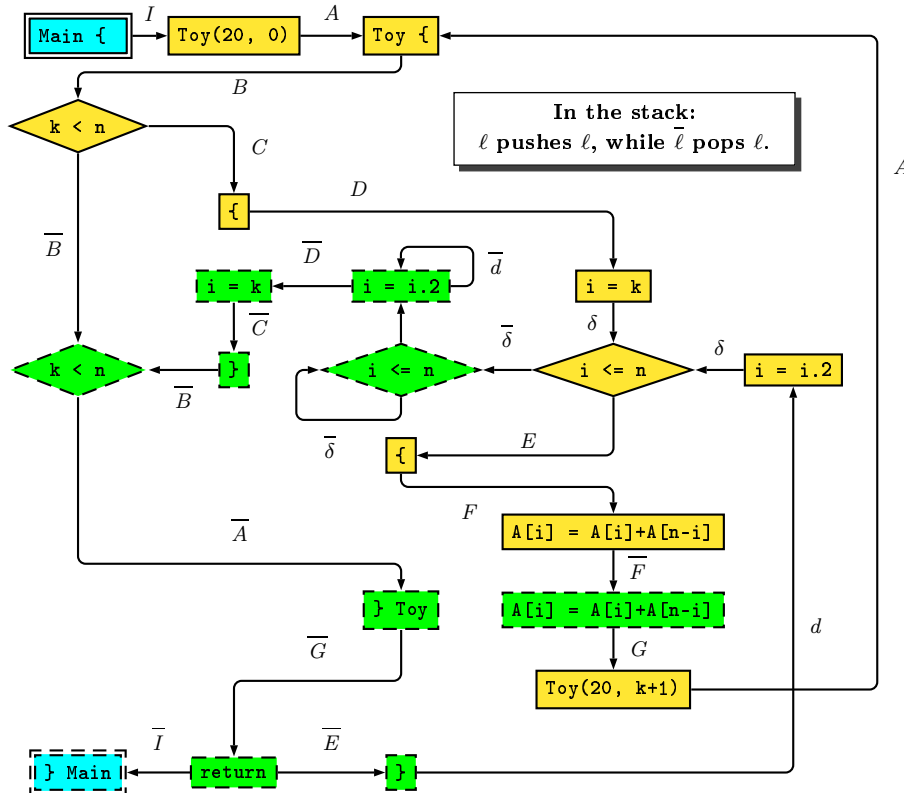 I
A
Main {
Toy(20, 0)
Toy {
B
k < n
In the stack:
ℓ pushes ℓ, while ℓ̅ pops ℓ.
C
A
D
{
B̅
D̅
d̅
i = k
i = i.2
i = k
C̅
δ̅
δ
δ
k < n
}
i <= n
i <= n
i = i.2
B̅
δ̅
E
{
F
A̅
A[i] = A[i]+A[n-i]
F̅
} Toy
A[i] = A[i]+A[n-i]
d
G̅
G
Toy(20, k+1)
I̅
E̅
} Main
return
}